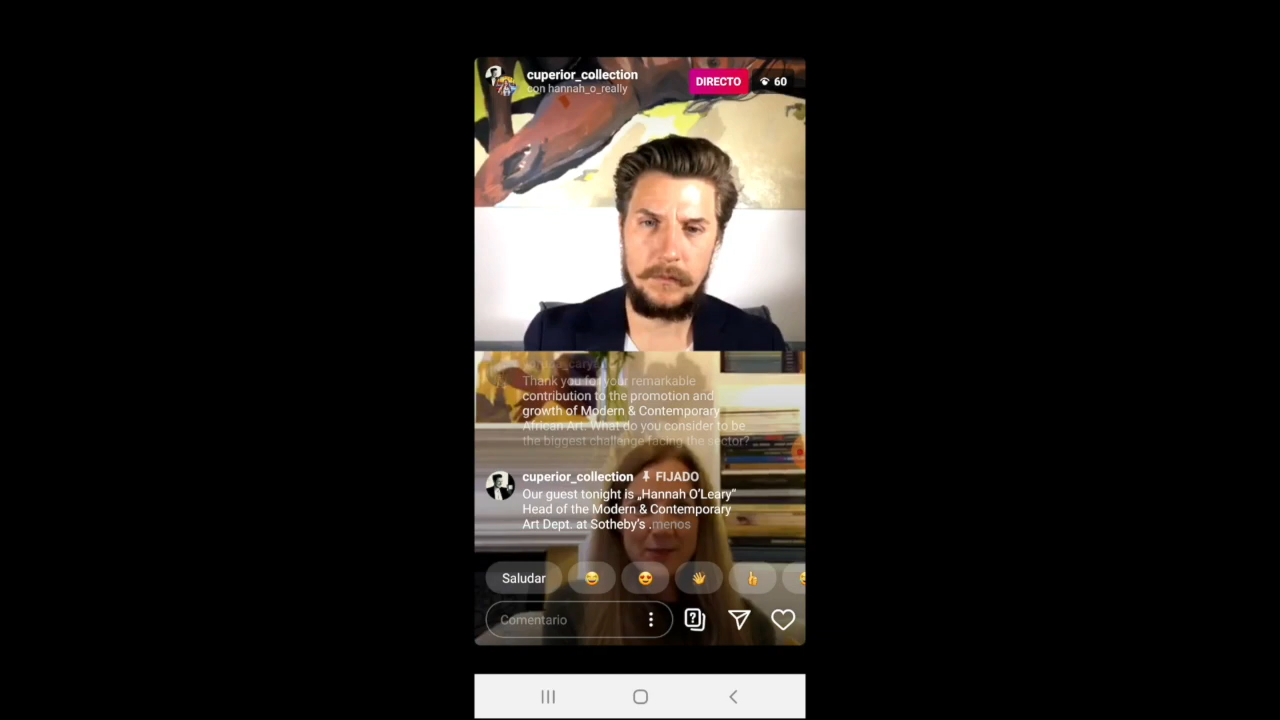 cuperior_collection
con hannah_o_really
DIRECTO
60
Thank you for your remarkable
contribution to the promotion and
growth of Modern & Contemporary
African Art. What do you consider to be
the biggest challenge facing the sector?
cuperior_collection FIJADO
Our guest tonight is „Hannah O'Leary“
Head of the Modern & Contemporary
Art Dept. at Sotheby's .menos
Saludar
Comentario